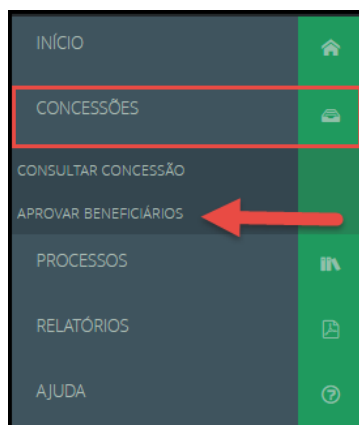 INÍCIO
CONCESSÕES
CONSULTAR CONCESSÃO
APROVAR BENEFICIÁRIOS
PROCESSOS
RELATÓRIOS
AJUDA